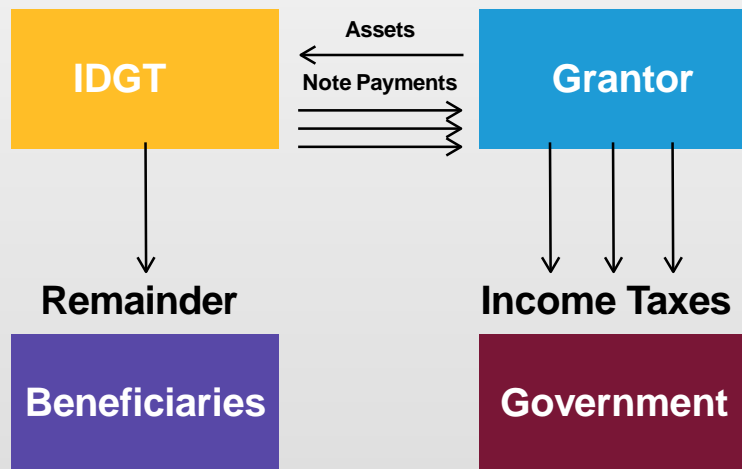 Assets
IDGT
Grantor
Note Payments
Remainder
Income Taxes
Beneficiaries
Government